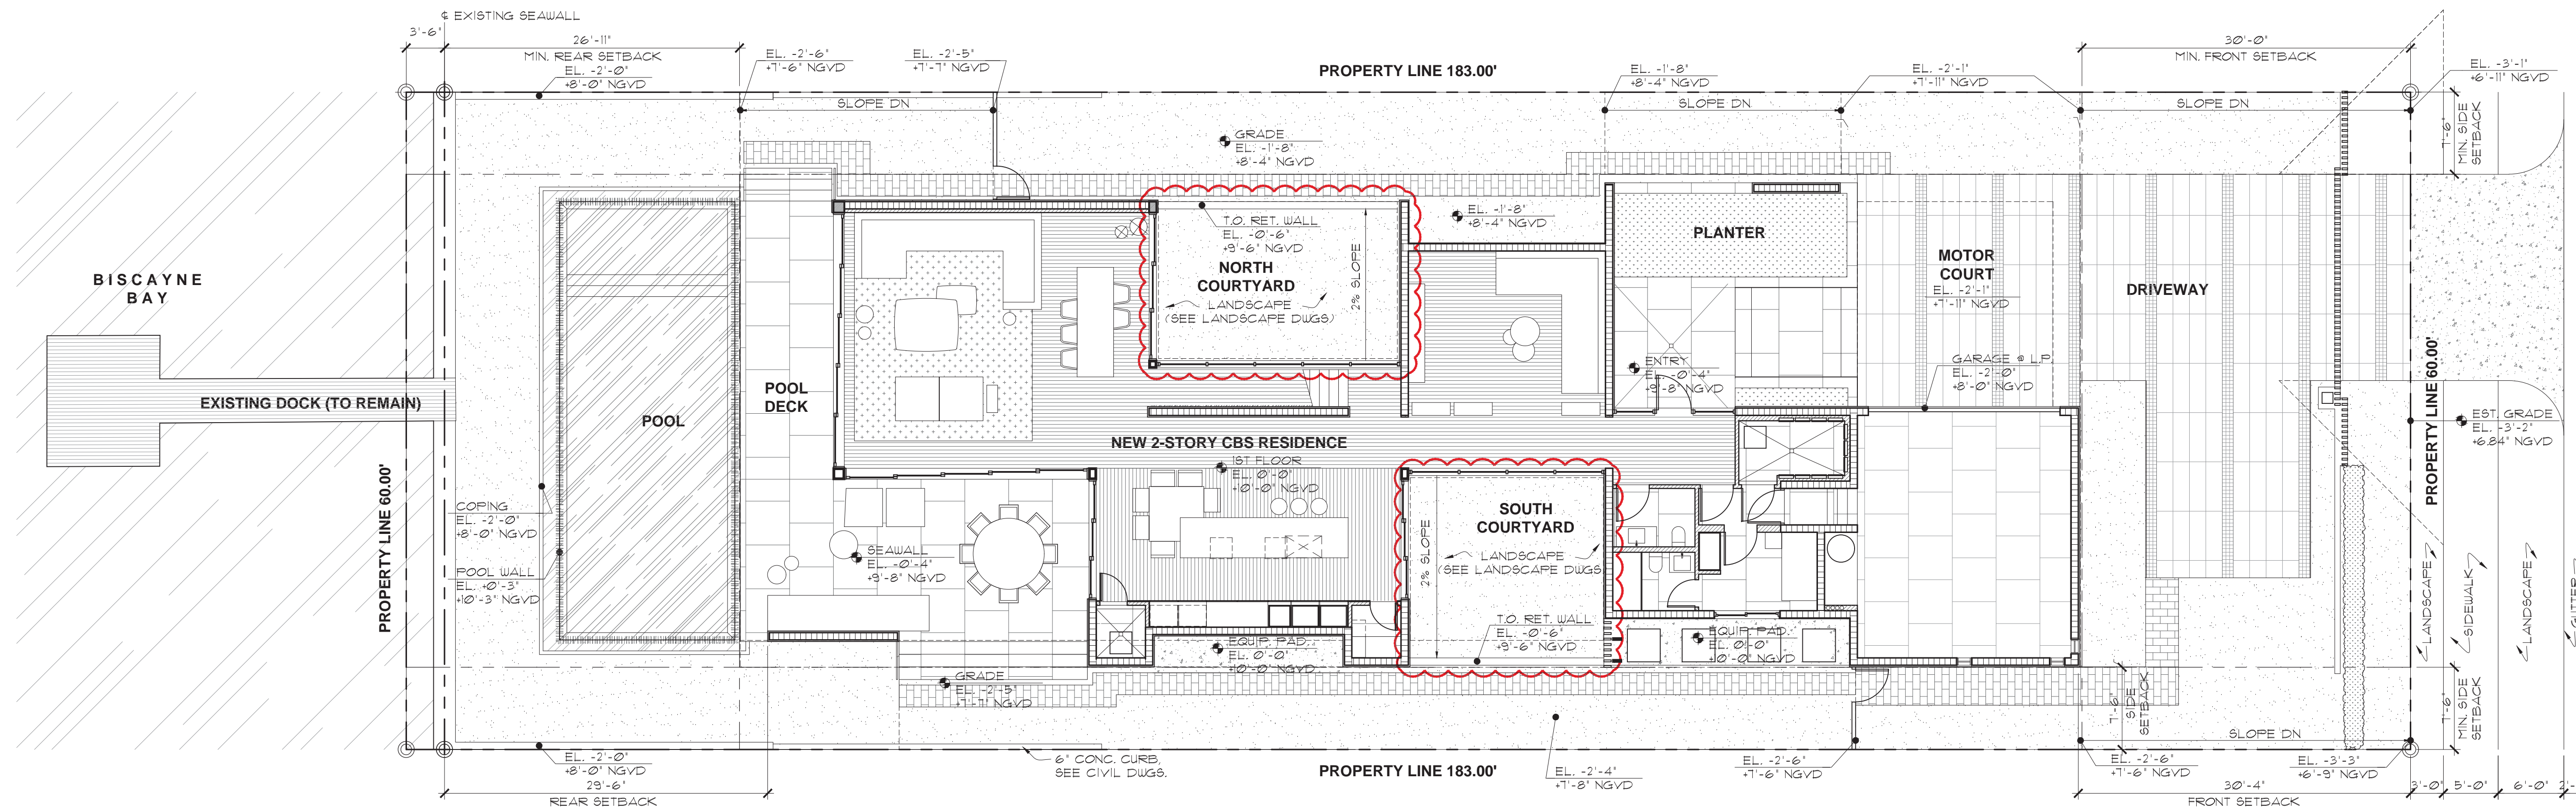 ℄ EXISTING SEAWALL
3'-6"
26'-11"
MIN. REAR SETBACK
EL. -2'-0"
+8'-0" NGVD
EL. -2'-6"
+7'-6" NGVD
EL. -2'-5"
+7'-7" NGVD
PROPERTY LINE 183.00'
EL. -1'-8"
+8'-4" NGVD
EL. -2'-1"
+7'-11" NGVD
30'-0"
MIN. FRONT SETBACK
EL. -3'-1"
+6'-11" NGVD
SLOPE DN
SLOPE DN
SLOPE DN
7'-6"
MIN. SIDE
SETBACK
GRADE
EL. -1'-8"
+8'-4" NGVD
T.O. RET. WALL
EL. -0'-6"
+9'-6" NGVD
NORTH
COURTYARD
LANDSCAPE
(SEE LANDSCAPE DWGS)
2% SLOPE
EL. -1'-8"
+8'-4" NGVD
PLANTER
MOTOR
COURT
EL. -2'-1"
+7'-11" NGVD
DRIVEWAY
BISCAYNE
BAY
EXISTING DOCK (TO REMAIN)
POOL
POOL
DECK
ENTRY
EL. -0'-4"
+9'-8" NGVD
GARAGE @ L.P.
EL. -2'-0"
+8'-0" NGVD
PROPERTY LINE 60.00'
EST. GRADE
EL. -3'-2"
+6.84" NGVD
NEW 2-STORY CBS RESIDENCE
1ST FLOOR
EL. 0'-0"
+10'-0" NGVD
PROPERTY LINE 60.00'
COPING
EL. -2'-0"
+8'-0" NGVD
POOL WALL
EL. +0'-3"
+10'-3" NGVD
SEAWALL
EL. -0'-4"
+9'-8" NGVD
SOUTH
COURTYARD
LANDSCAPE
(SEE LANDSCAPE DWGS
2% SLOPE
T.O. RET. WALL
EL. -0'-6"
+9'-6" NGVD
EQUIP. PAD.
EL. 0'-0"
+10'-0" NGVD
EQUIP. PAD.
EL. 0'-0"
+10'-0" NGVD
LANDSCAPE
SIDEWALK
LANDSCAPE
GUTTER
GRADE
EL. -2'-5"
+7'-7" NGVD
7'-6"
SIDE
SETBACK
7'-6"
MIN. SIDE
SETBACK
SLOPE DN
EL. -2'-0"
+8'-0" NGVD
29'-6"
REAR SETBACK
6" CONC. CURB,
SEE CIVIL DWGS.
PROPERTY LINE 183.00'
EL. -2'-4"
+7'-8" NGVD
EL. -2'-6"
+7'-6" NGVD
EL. -2'-6"
+7'-6" NGVD
EL. -3'-3"
+6'-9" NGVD
30'-4"
FRONT SETBACK
3'-0"
5'-0"
6'-0"